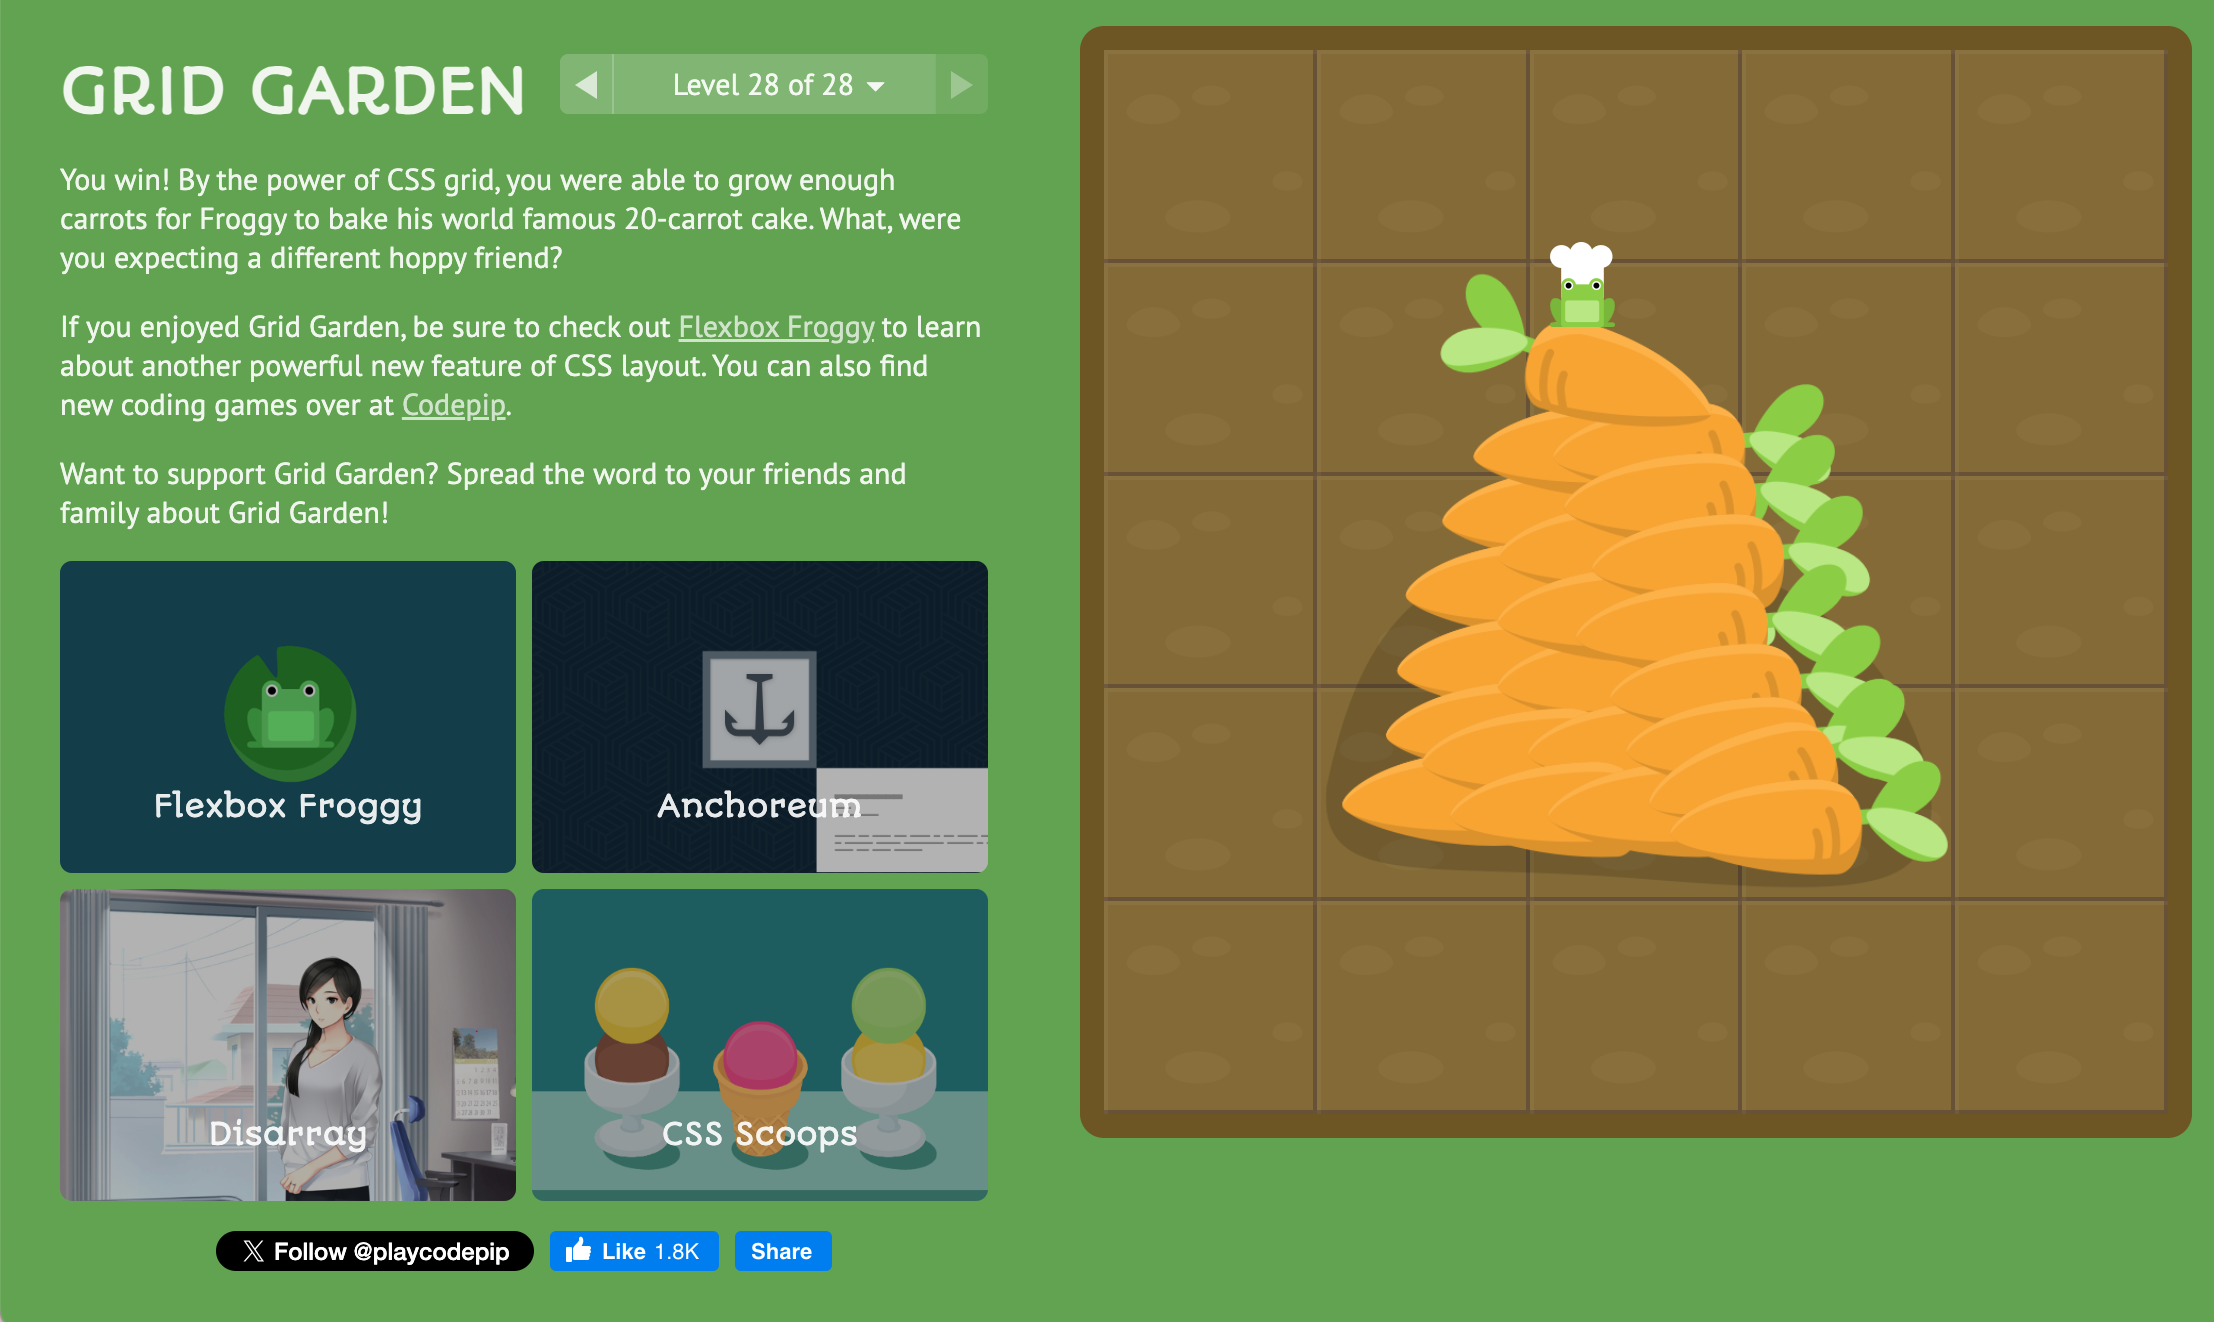 GRID GARDEN
Level 28 of 28
You win! By the power of CSS grid, you were able to grow enough
carrots for Froggy to bake his world famous 20-carrot cake. What, were
you expecting a different hoppy friend?
If you enjoyed Grid Garden, be sure to check out Flexbox Froggy to learn
about another powerful new feature of CSS layout. You can also find
new coding games over at Codepip.
Want to support Grid Garden? Spread the word to your friends and
family about Grid Garden!
Flexbox Froggy
Anchoreum
Disarray
CSS Scoops
X Follow @playcodepip
Like 1.8K
Share